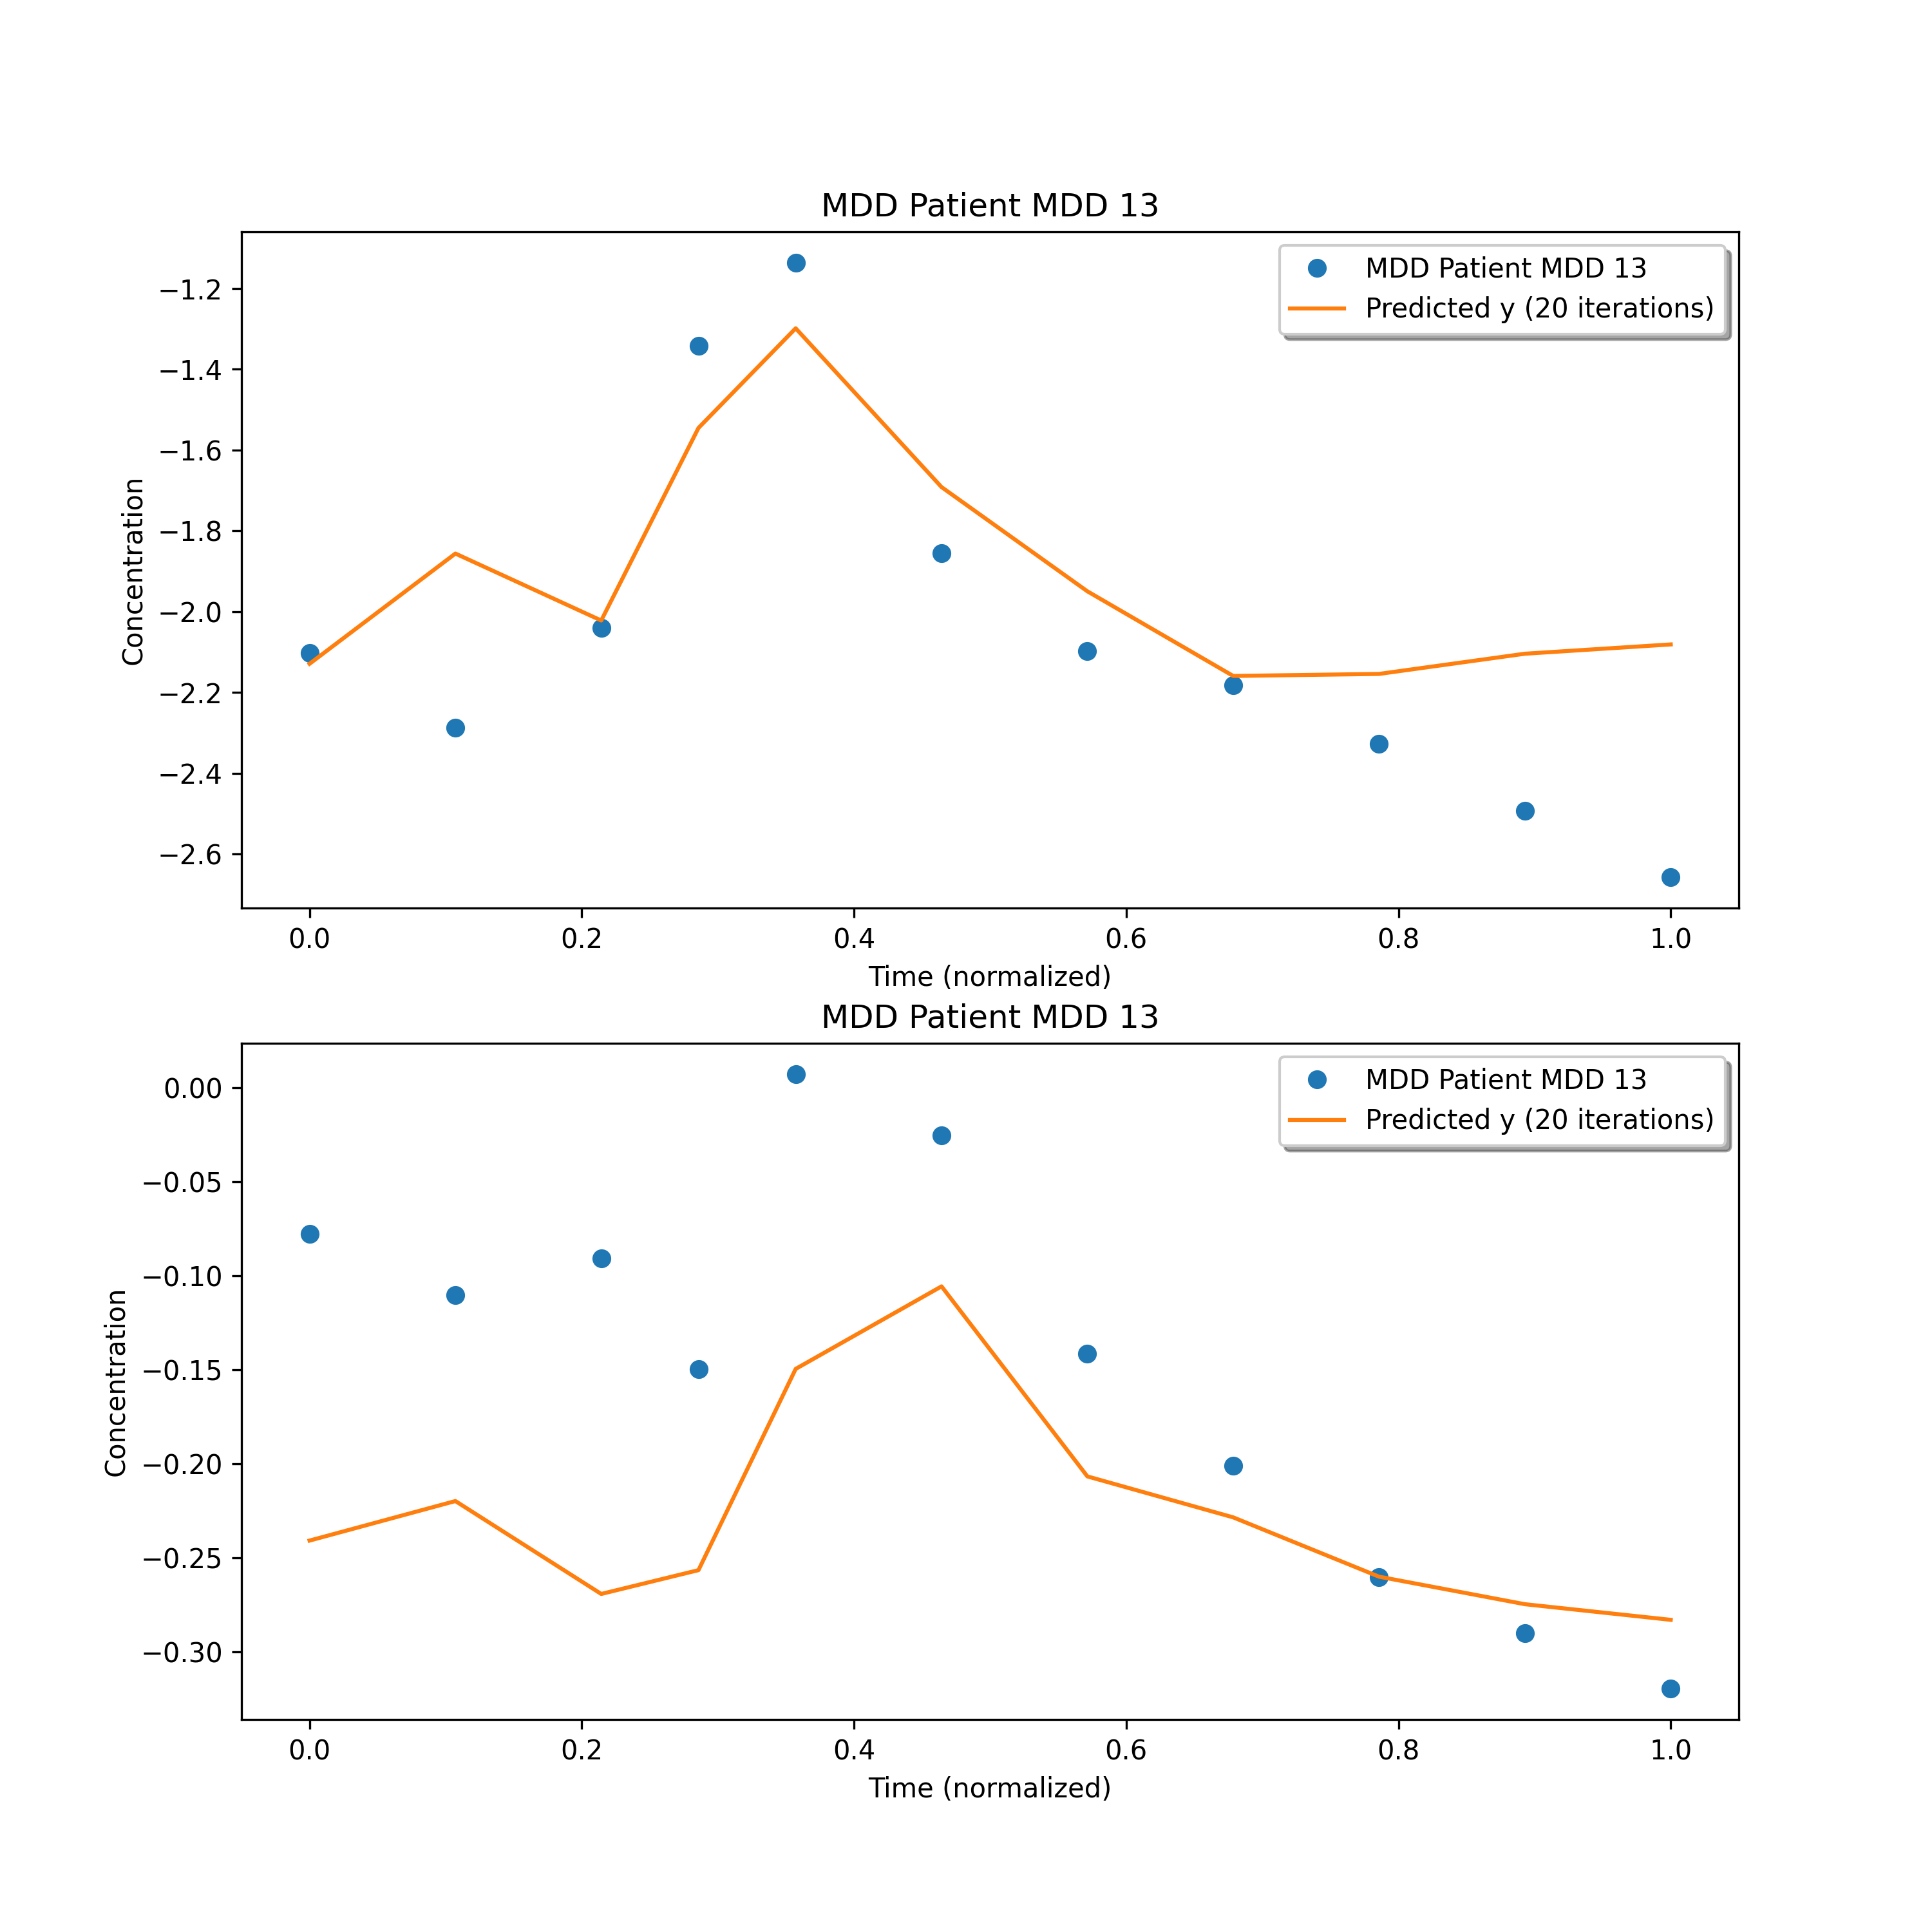 MDD Patient MDD 13
MDD Patient MDD 13
Predicted y (20 iterations)
Concentration
−1.2
−1.4
−1.6
−1.8
−2.0
−2.2
−2.4
−2.6
0.0 0.2 0.4 0.6 0.8 1.0
Time (normalized)
MDD Patient MDD 13
MDD Patient MDD 13
Predicted y (20 iterations)
Concentration
0.00
−0.05
−0.10
−0.15
−0.20
−0.25
−0.30
0.0 0.2 0.4 0.6 0.8 1.0
Time (normalized)